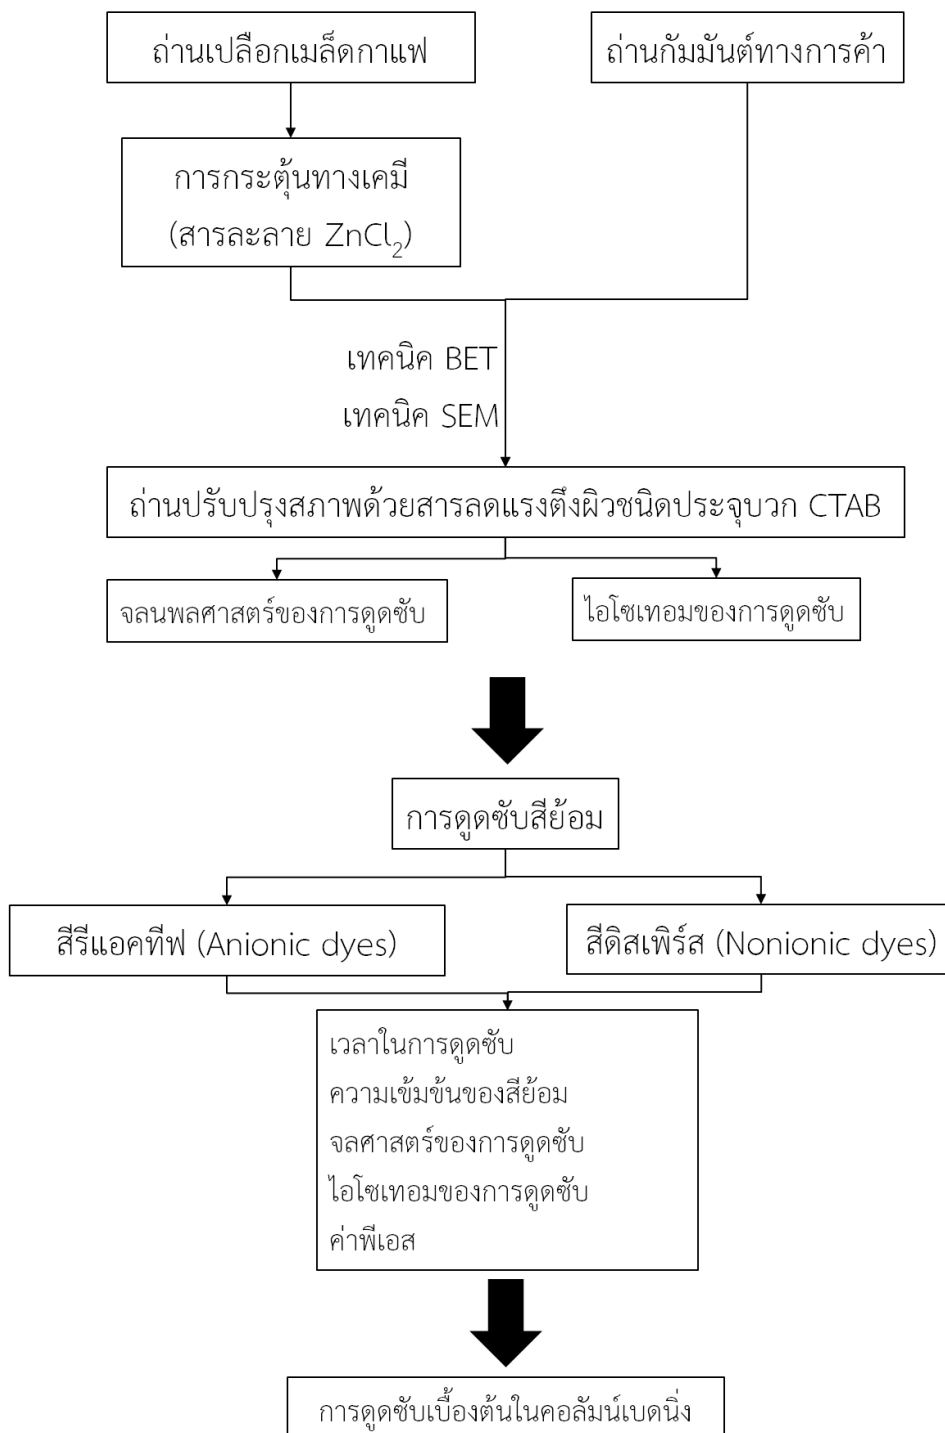 ถ่านเปลือกเมล็ดกาแฟ
ถ่านกัมมันต์ทางการค้า
การกระตุ้นทางเคมี
(สารละลาย ZnCl₂)
เทคนิค BET
เทคนิค SEM
ถ่านปรับปรุงสภาพด้วยสารลดแรงตึงผิวชนิดประจุบวก CTAB
จลนพลศาสตร์ของการดูดซับ
ไอโซเทอมของการดูดซับ
การดูดซับสีย้อม
สีรีแอคทีฟ (Anionic dyes)
สีดิสเพิร์ส (Nonionic dyes)
เวลาในการดูดซับ
ความเข้มข้นของสีย้อม
จลศาสตร์ของการดูดซับ
ไอโซเทอมของการดูดซับ
ค่าพีเอส
การดูดซับเบื้องต้นในคอลัมน์เบดนิ่ง